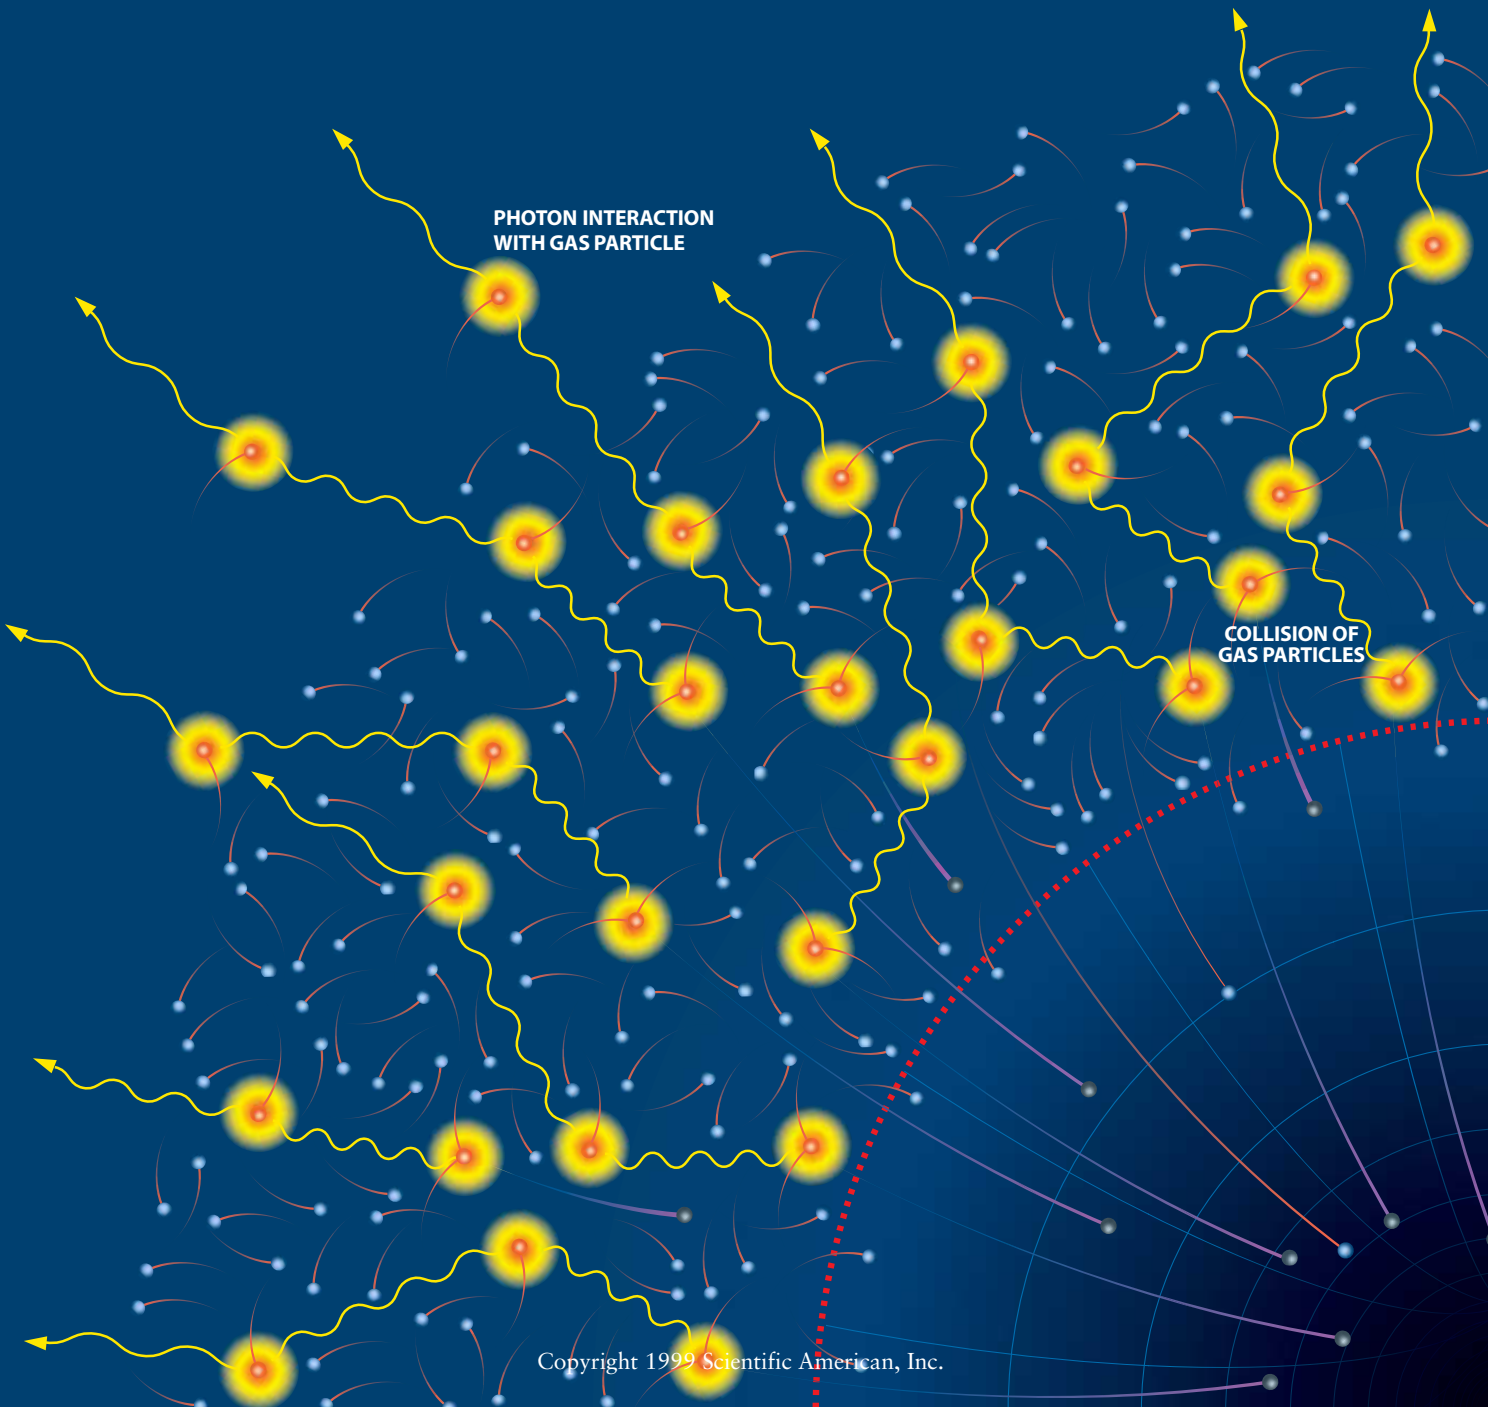 PHOTON INTERACTION
WITH GAS PARTICLE
COLLISION OF
GAS PARTICLES
Copyright 1999 Scientific American, Inc.